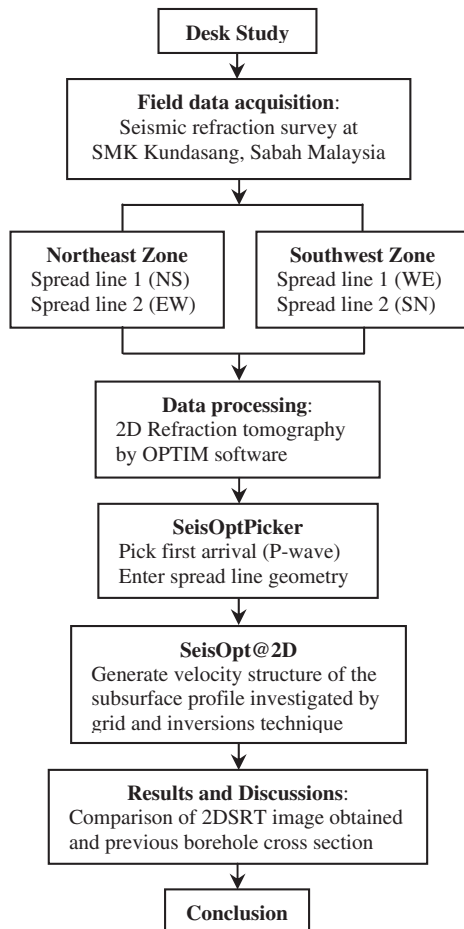 Desk Study
Field data acquisition:
Seismic refraction survey at
SMK Kundasang, Sabah Malaysia
Northeast Zone
Spread line 1 (NS)
Spread line 2 (EW)
Southwest Zone
Spread line 1 (WE)
Spread line 2 (SN)
Data processing:
2D Refraction tomography
by OPTIM software
SeisOptPicker
Pick first arrival (P-wave)
Enter spread line geometry
SeisOpt@2D
Generate velocity structure of the
subsurface profile investigated by
grid and inversions technique
Results and Discussions:
Comparison of 2DSRT image obtained
and previous borehole cross section
Conclusion